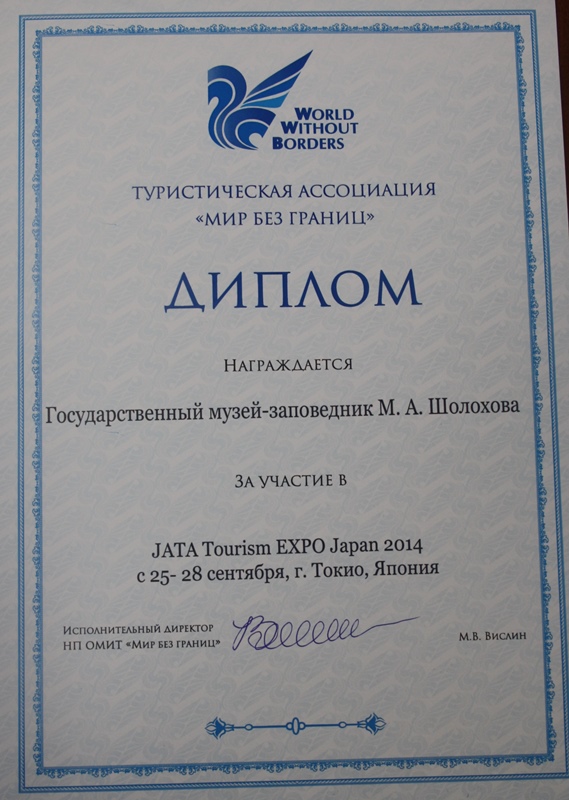 WORLD
WITHOUT
BORDERS
ТУРИСТИЧЕСКАЯ АССОЦИАЦИЯ
«МИР БЕЗ ГРАНИЦ»
ДИПЛОМ
НАГРАЖДАЕТСЯ
Государственный музей-заповедник М. А. Шолохова
ЗА УЧАСТИЕ В
JATA Tourism EXPO Japan 2014
с 25- 28 сентября, г. Токио, Япония
ИСПОЛНИТЕЛЬНЫЙ ДИРЕКТОР
НП ОМИТ «МИР БЕЗ ГРАНИЦ»
М.В. ВИСЛИН